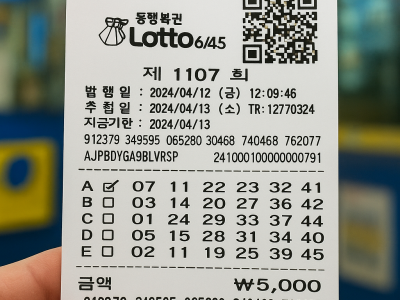 동행복권
Lotto 6/45
제 1107 회
발 행 일 : 2024/04/12 (금) 12:09:46
추 첨 일 : 2024/04/13 (소) TR:12770324
지금기한 : 2024/04/13
912379 349595 065280 30468 740468 762077
AJPBDYGA9BLVRSP 241000100000000791
A 07 11 22 23 32 41
B 03 14 20 27 36 42
C 01 24 29 33 37 44
D 05 15 28 31 34 40
E 02 11 19 25 39 45
금액 ₩5,000